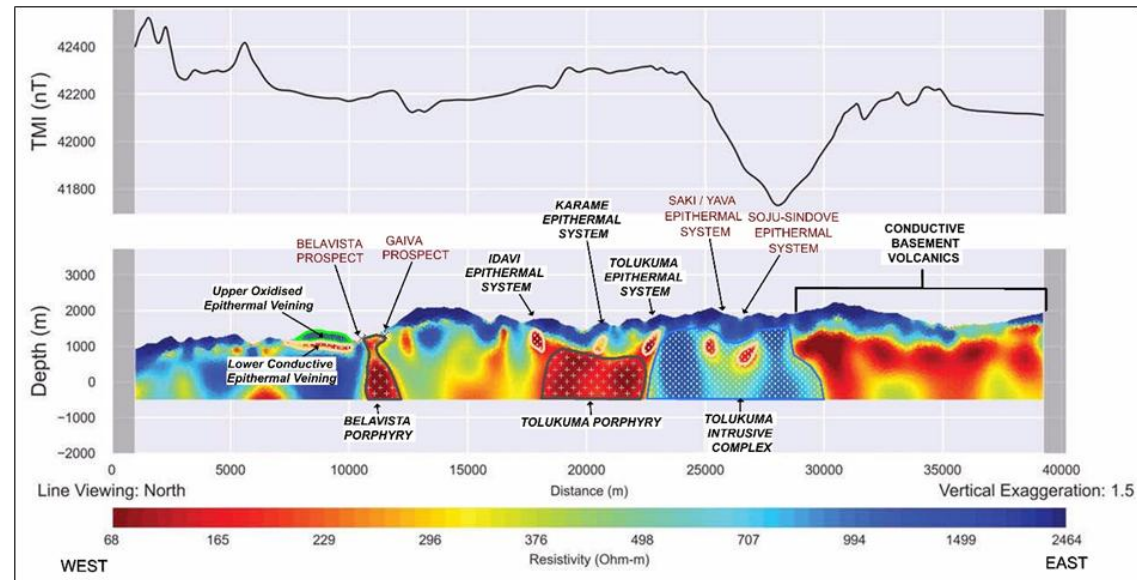 42400
42200
42000
41800
TMI (nT)
KARAME
EPITHERMAL
SYSTEM
SAKI / YAVA
EPITHERMAL
SYSTEM
SOJU-SINDOVE
EPITHERMAL
SYSTEM
CONDUCTIVE
BASEMENT
VOLCANICS
BELAVISTA
PROSPECT
GAIVA
PROSPECT
IDAVI
EPITHERMAL
SYSTEM
TOLUKUMA
EPITHERMAL
SYSTEM
Upper Oxidised
Epithermal Veining
Lower Conductive
Epithermal Veining
3000
2000
1000
0
−1000
−2000
Depth (m)
BELAVISTA
PORPHYRY
TOLUKUMA PORPHYRY
TOLUKUMA
INTRUSIVE
COMPLEX
0 5000 10000 15000 20000 25000 30000 35000 40000
Line Viewing: North Distance (m) Vertical Exaggeration: 1.5
68 165 229 296 376 498 707 994 1499 2464
WEST Resistivity (Ohm-m) EAST